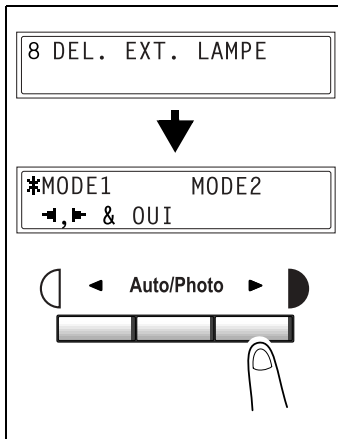 8 DEL. EXT. LAMPE
*MODE1 MODE2
◄,► & OUI
◄ Auto/Photo ►